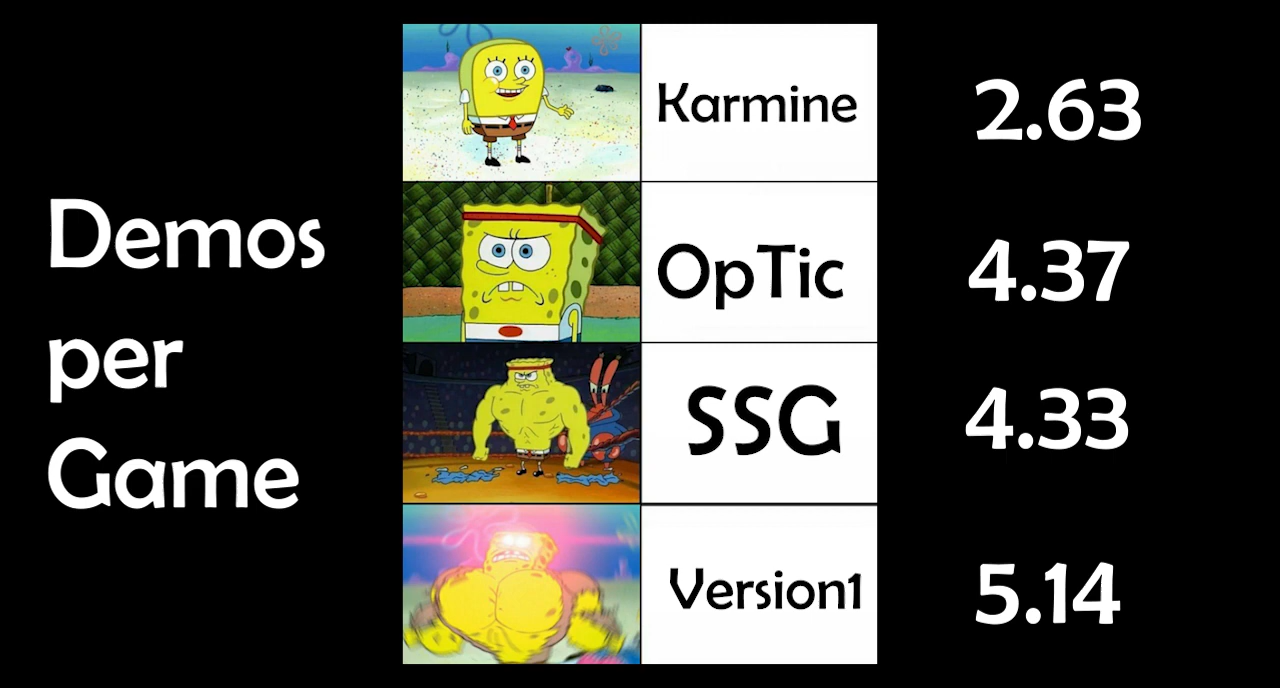 Demos
per
Game
Karmine 2.63
OpTic 4.37
SSG 4.33
Version1 5.14